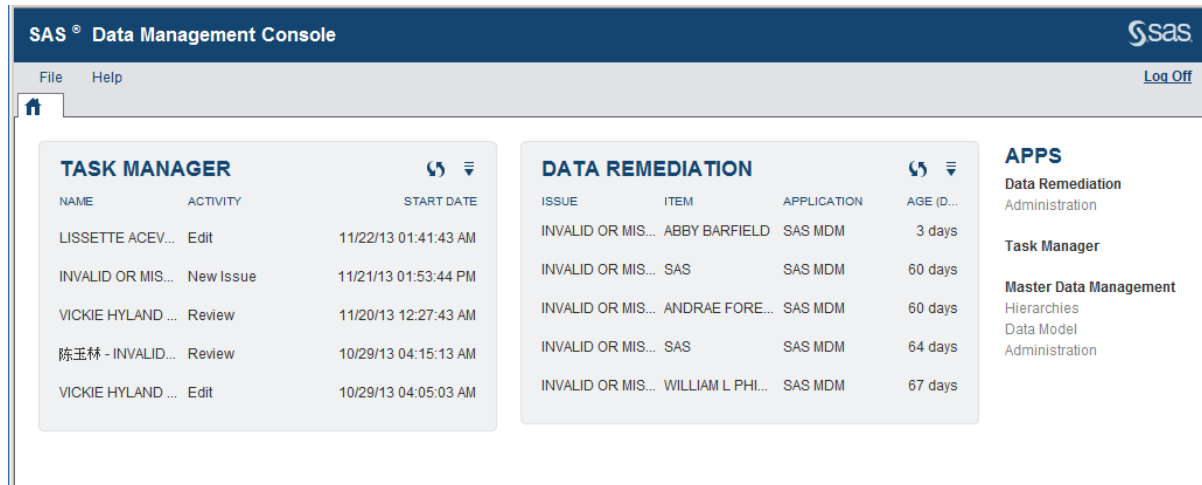 SAS ® Data Management Console
sas
File Help Log Off
TASK MANAGER
NAME ACTIVITY START DATE
LISSETTE ACEV... Edit 11/22/13 01:41:43 AM
INVALID OR MIS... New Issue 11/21/13 01:53:44 PM
VICKIE HYLAND ... Review 11/20/13 12:27:43 AM
陈玉林 - INVALID... Review 10/29/13 04:15:13 AM
VICKIE HYLAND ... Edit 10/29/13 04:05:03 AM
DATA REMEDIATION
ISSUE ITEM APPLICATION AGE (D...
INVALID OR MIS... ABBY BARFIELD SAS MDM 3 days
INVALID OR MIS... SAS SAS MDM 60 days
INVALID OR MIS... ANDRAE FORE... SAS MDM 60 days
INVALID OR MIS... SAS SAS MDM 64 days
INVALID OR MIS... WILLIAM L PHI... SAS MDM 67 days
APPS
Data Remediation
Administration
Task Manager
Master Data Management
Hierarchies
Data Model
Administration